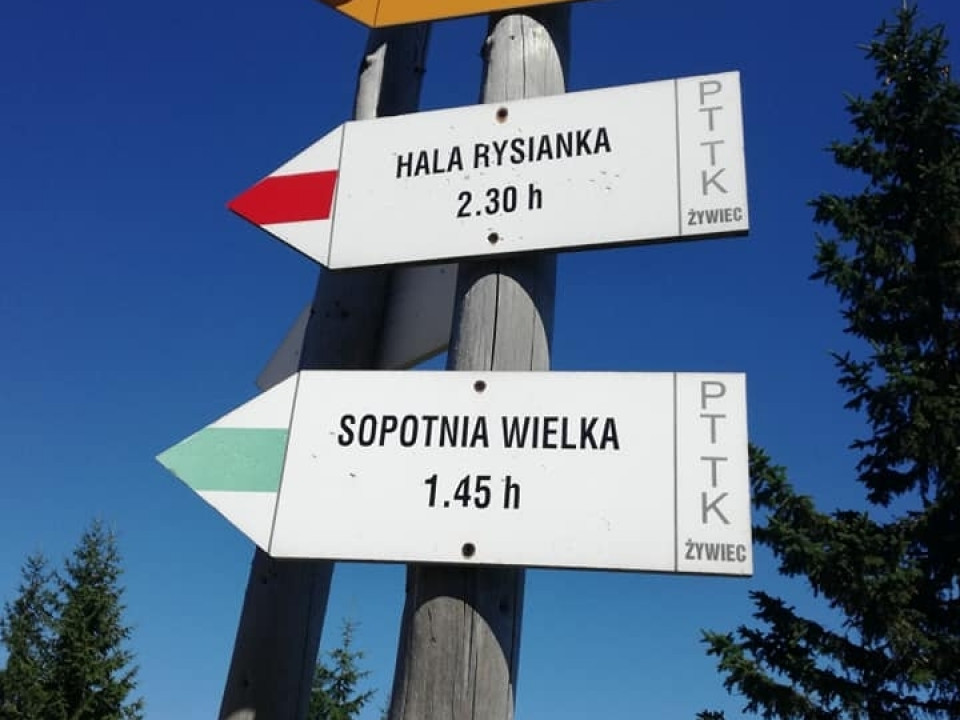 HALA RYSIANKA
2.30 h
PTTK
ŻYWIEC
SOPOTNIA WIELKA
1.45 h
PTTK
ŻYWIEC